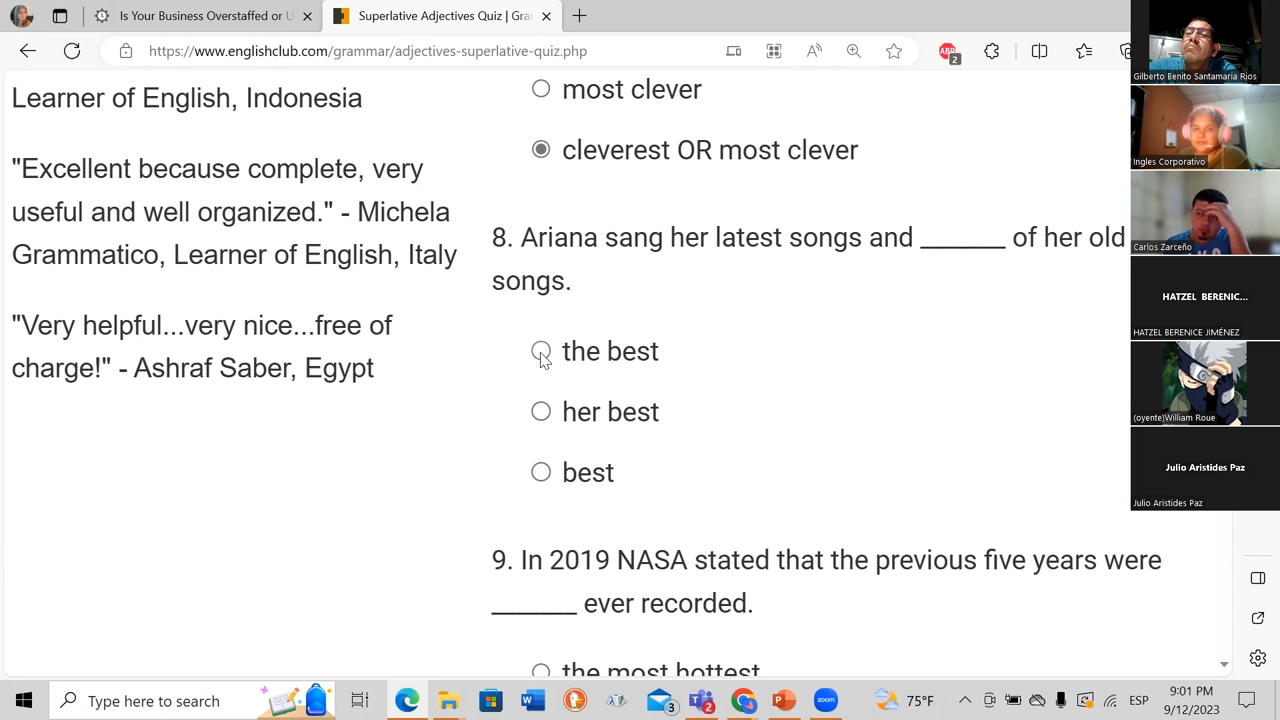 Is Your Business Overstaffed or U
Superlative Adjectives Quiz | Gra
https://www.englishclub.com/grammar/adjectives-superlative-quiz.php
ABP
2
Learner of English, Indonesia
"Excellent because complete, very
useful and well organized." - Michela
Grammatico, Learner of English, Italy
"Very helpful...very nice...free of
charge!" - Ashraf Saber, Egypt
most clever
cleverest OR most clever
8. Ariana sang her latest songs and _______ of her old
songs.
the best
her best
best
9. In 2019 NASA stated that the previous five years were
_______ ever recorded.
the most hottest
Gilberto Benito Santamaria Rios
Ingles Corporativo
Carlos Zarceño
HATZEL BERENIC...
HATZEL BERENICE JIMÉNEZ
(oyente)William Roue
Julio Aristides Paz
Julio Aristides Paz
Type here to search
3
2
zoom
75°F
ESP
9:01 PM
9/12/2023